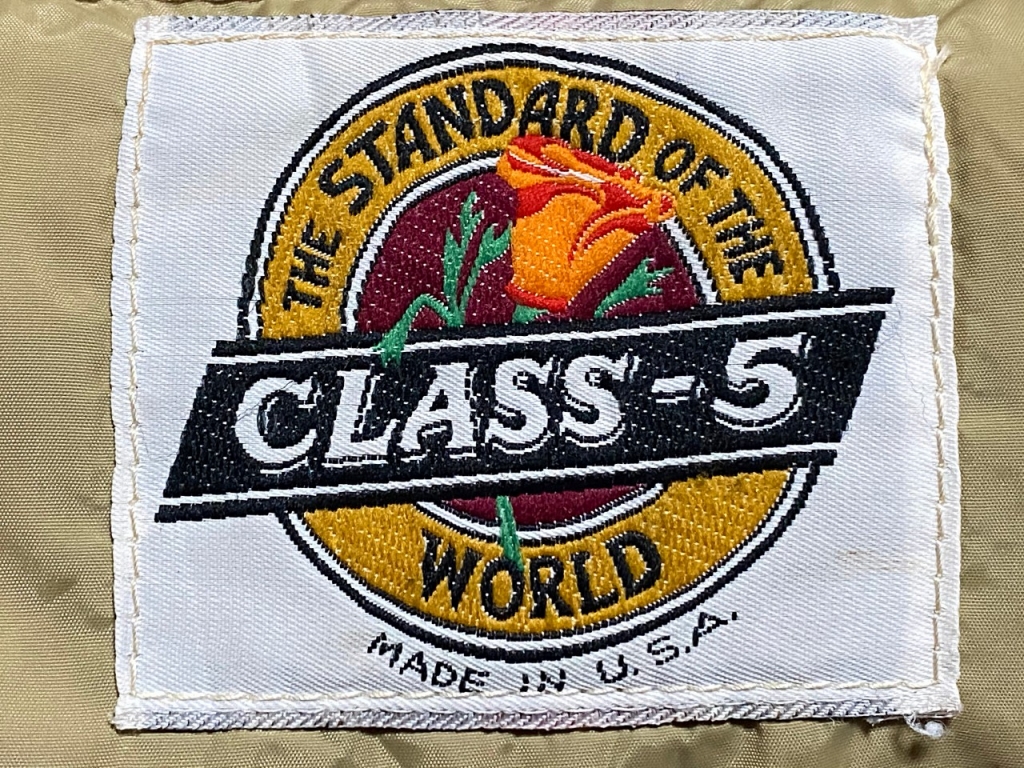 THE STANDARD OF THE
CLASS-5
WORLD
MADE IN U.S.A.